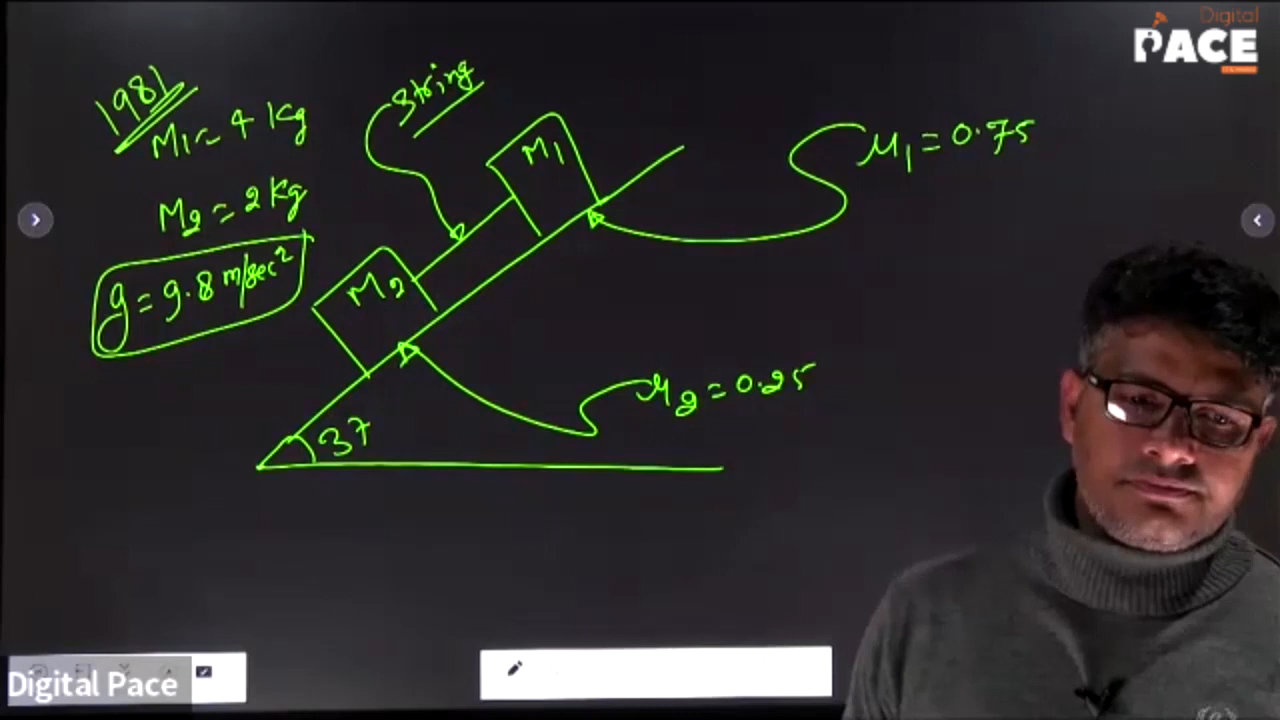 1981
M1 = 4 Kg
M2 = 2 Kg
g = 9.8 m/sec²
string
M1
M2
37
μ1 = 0.75
μ2 = 0.25
Digital
PACE
Digital Pace